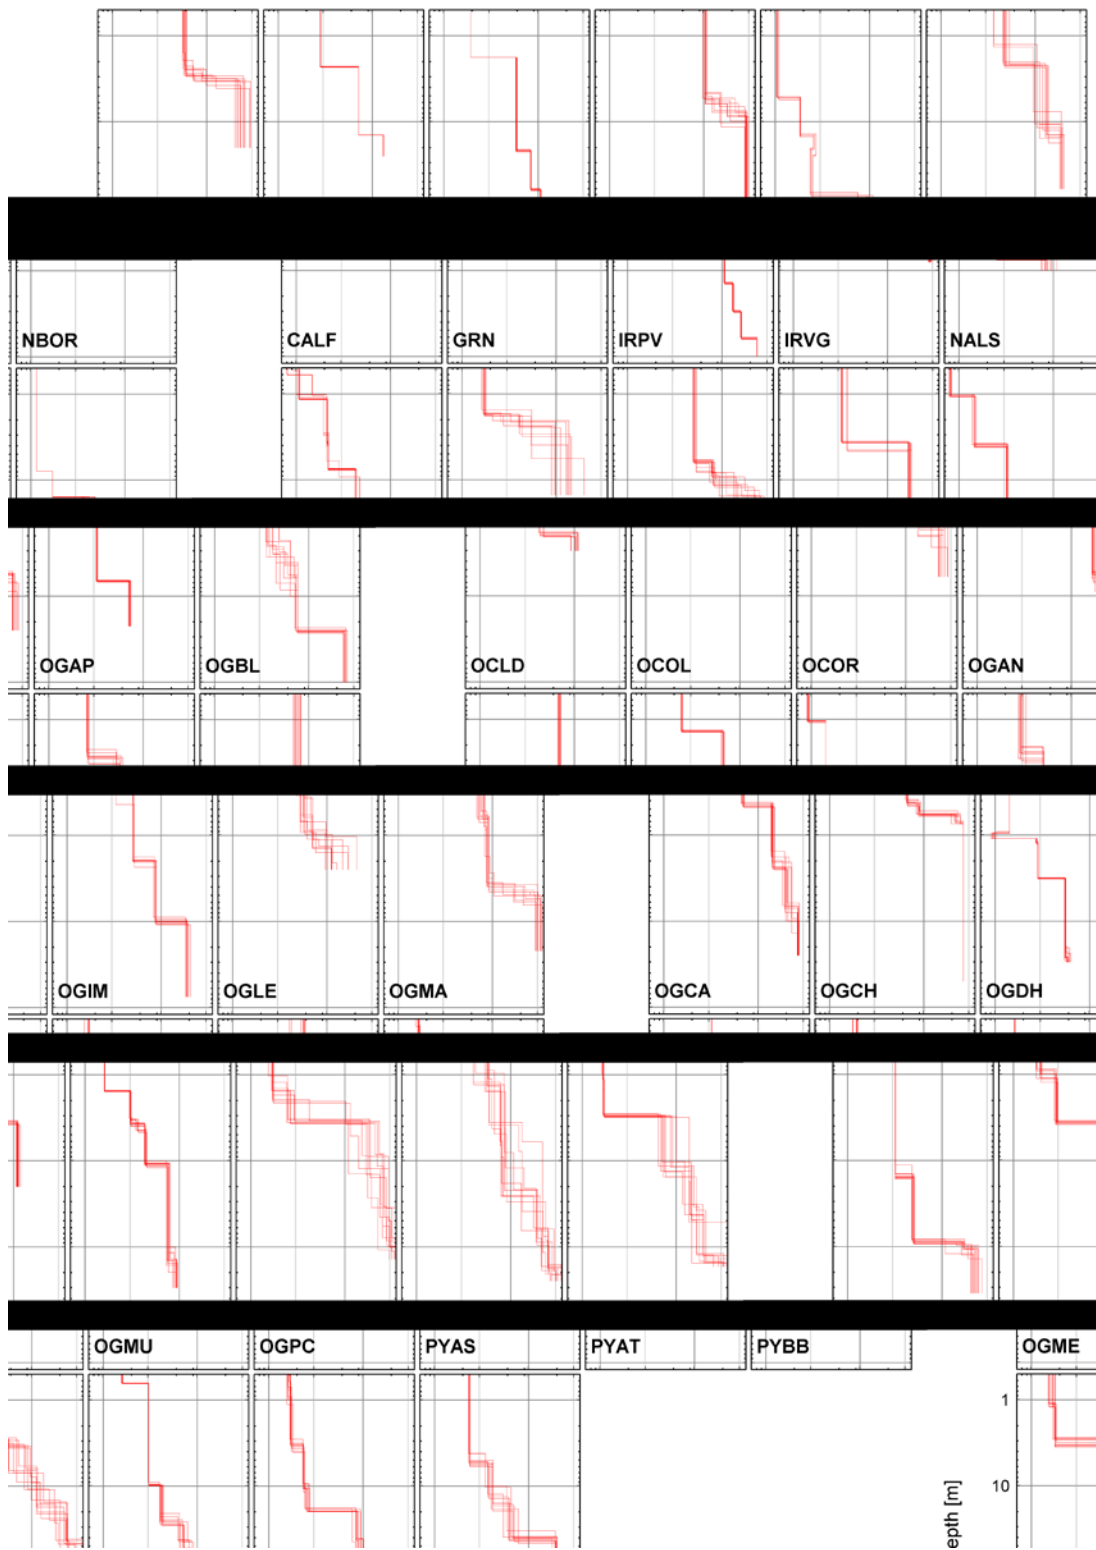 NBOR CALF GRN IRPV IRVG NALS
OGAP OGBL OCLD OCOL OCOR OGAN
OGIM OGLE OGMA OGCA OGCH OGDH
OGMU OGPC PYAS PYAT PYBB OGME
1
10
epth [m]